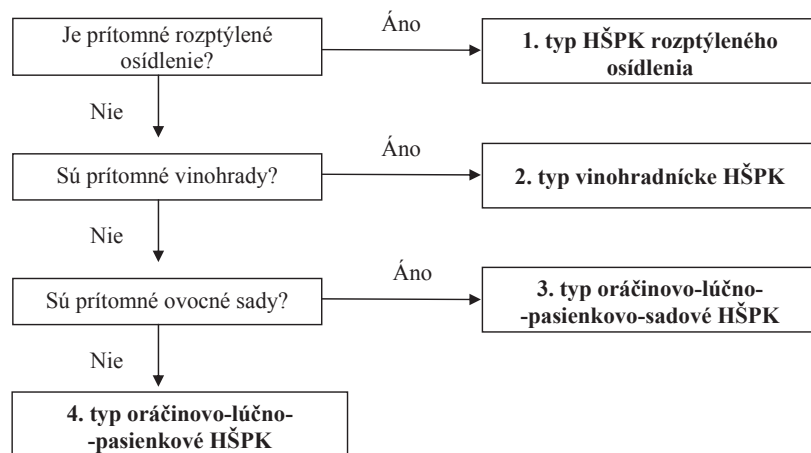 Je prítomné rozptýlené
osídlenie?
Áno
1. typ HŠPK rozptýleného
osídlenia
Nie
Sú prítomné vinohrady?
Áno
2. typ vinohradnícke HŠPK
Nie
Sú prítomné ovocné sady?
Áno
3. typ oráčinovo-lúčno-
-pasienkovo-sadové HŠPK
Nie
4. typ oráčinovo-lúčno-
-pasienkové HŠPK